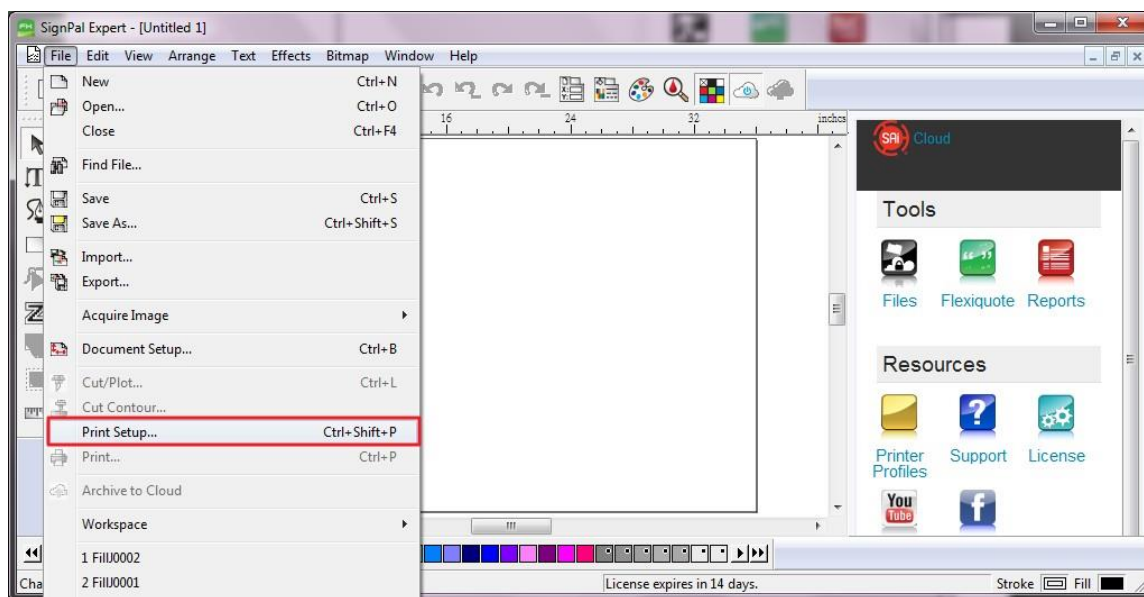 SignPal Expert - [Untitled 1]
File Edit View Arrange Text Effects Bitmap Window Help
New Ctrl+N
Open... Ctrl+O
Close Ctrl+F4
Find File...
Save Ctrl+S
Save As... Ctrl+Shift+S
Import...
Export...
Acquire Image
Document Setup... Ctrl+B
Cut/Plot... Ctrl+L
Cut Contour...
Print Setup... Ctrl+Shift+P
Print... Ctrl+P
Archive to Cloud
Workspace
1 FillJ0002
2 FillJ0001
16 24 32 inches
SAi Cloud
Tools
Files Flexiquote Reports
Resources
Printer Profiles Support License
You Tube
Cha
License expires in 14 days.
Stroke Fill